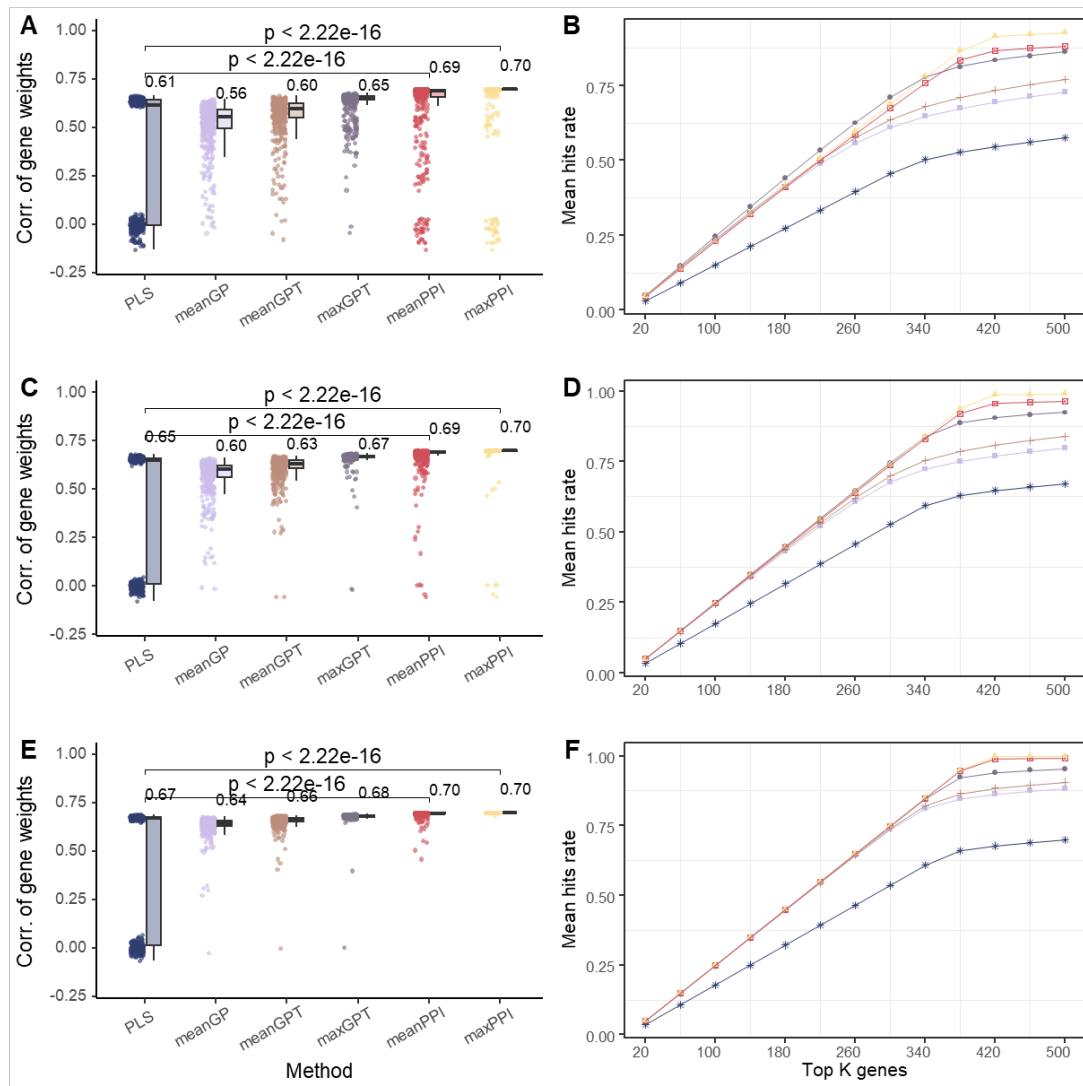 A
p < 2.22e-16
p < 2.22e-16
0.61
0.56
0.60
0.65
0.69
0.70
1.00
0.75
0.50
0.25
0.00
-0.25
Corr. of gene weights
PLS
meanGP
meanGPT
maxGPT
meanPPI
maxPPI
B
1.00
0.75
0.50
0.25
0.00
Mean hits rate
20
100
180
260
340
420
500
C
p < 2.22e-16
p < 2.22e-16
0.65
0.60
0.63
0.67
0.69
0.70
1.00
0.75
0.50
0.25
0.00
-0.25
Corr. of gene weights
PLS
meanGP
meanGPT
maxGPT
meanPPI
maxPPI
D
1.00
0.75
0.50
0.25
0.00
Mean hits rate
20
100
180
260
340
420
500
E
p < 2.22e-16
p < 2.22e-16
0.67
0.64
0.66
0.68
0.70
0.70
1.00
0.75
0.50
0.25
0.00
-0.25
Corr. of gene weights
PLS
meanGP
meanGPT
maxGPT
meanPPI
maxPPI
Method
F
1.00
0.75
0.50
0.25
0.00
Mean hits rate
20
100
180
260
340
420
500
Top K genes